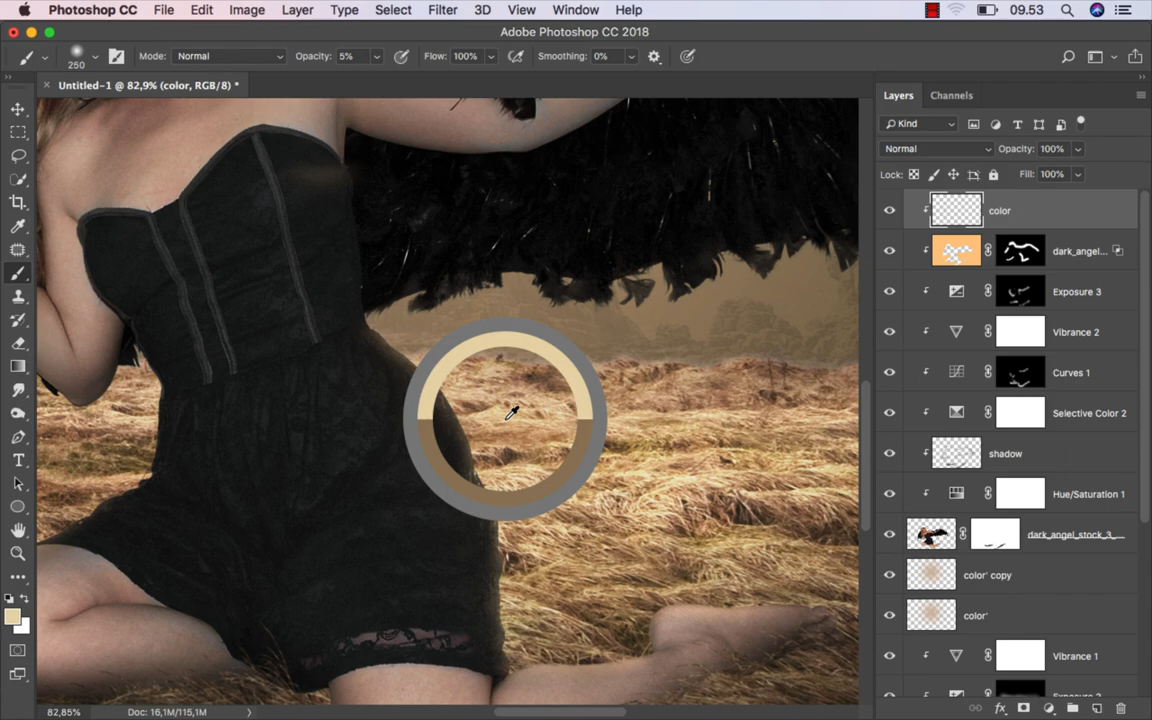 Photoshop CC File Edit Image Layer Type Select Filter 3D View Window Help 09.53
Adobe Photoshop CC 2018
250 Mode: Normal Opacity: 5% Flow: 100% Smoothing: 0%
Untitled-1 @ 82,9% (color, RGB/8) *
Layers Channels
Kind
Normal Opacity: 100%
Lock: Fill: 100%
color
dark_angel...
Exposure 3
Vibrance 2
Curves 1
Selective Color 2
shadow
Hue/Saturation 1
dark_angel_stock_3_...
color' copy
color'
Vibrance 1
82,85% Doc: 16,1M/115,1M